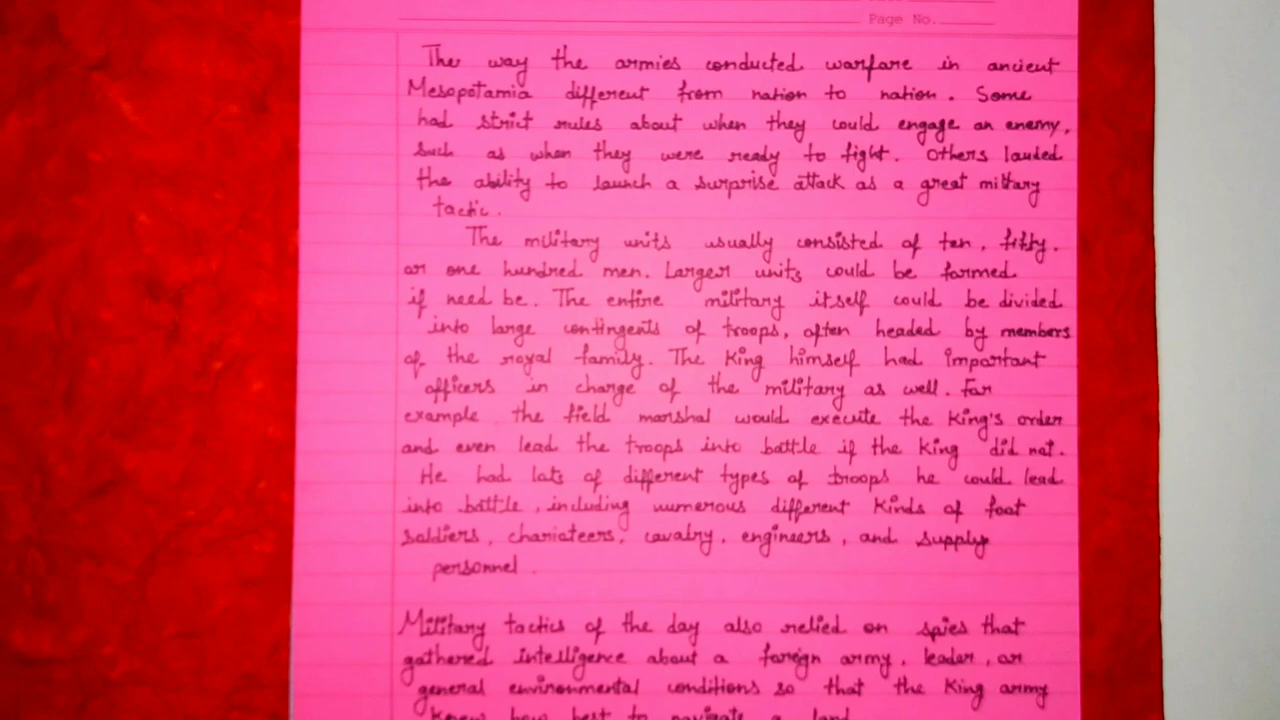 Page No.
The way the armies conducted warfare in ancient
Mesopotamia different from nation to nation. Some
had strict rules about when they could engage an enemy,
such as when they were ready to fight. Others lauded
the ability to launch a surprise attack as a great military
tactic.
The military units usually consisted of ten, fifty.
or one hundred men. Larger units could be formed
if need be. The entire military itself could be divided
into large contingents of troops, often headed by members
of the royal family. The King himself had important
officers in charge of the military as well. For
example the field marshal would execute the King's order
and even lead the troops into battle if the King did not.
He had lots of different types of troops he could lead
into battle, including numerous different kinds of foot
soldiers, charioteers, cavalry, engineers, and supply
personnel.
Military tactics of the day also relied on spies that
gathered intelligence about a foreign army, leader, or
general environmental conditions so that the King army
knew how best to navigate a land